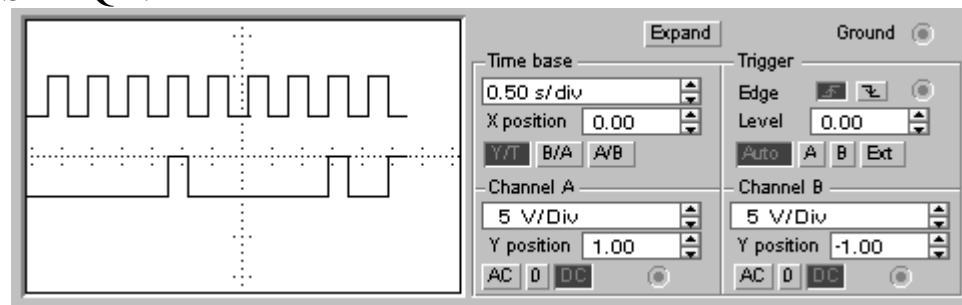 Expand Ground
Time base
0.50 s/div
X position 0.00
Y/T B/A A/B
Trigger
Edge
Level 0.00
Auto A B Ext
Channel A
5 V/Div
Y position 1.00
AC 0 DC
Channel B
5 V/Div
Y position -1.00
AC 0 DC